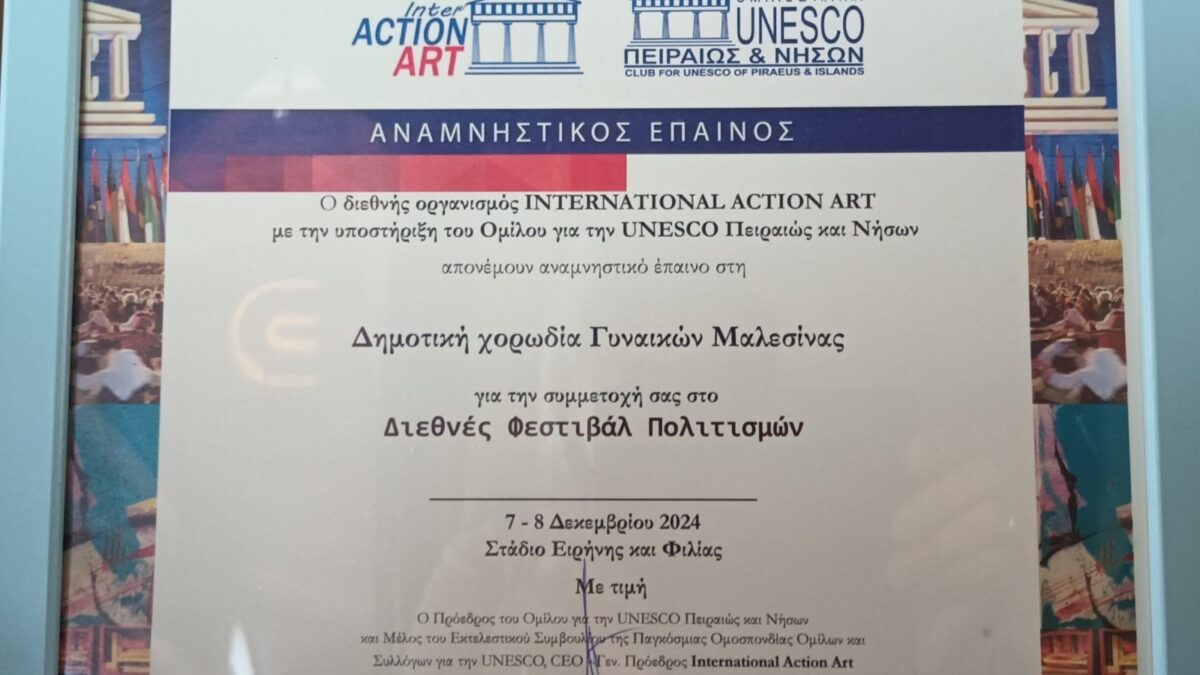 Inter
ACTION
ART
UNESCO
ΠΕΙΡΑΙΩΣ & ΝΗΣΩΝ
CLUB FOR UNESCO OF PIRAEUS & ISLANDS
ΑΝΑΜΝΗΣΤΙΚΟΣ ΕΠΑΙΝΟΣ
Ο διεθνής οργανισμός INTERNATIONAL ACTION ART
με την υποστήριξη του Ομίλου για την UNESCO Πειραιώς και Νήσων
απονέμουν αναμνηστικό έπαινο στη
Δημοτική χορωδία Γυναικών Μαλεσίνας
για την συμμετοχή σας στο
Διεθνές Φεστιβάλ Πολιτισμών
7 - 8 Δεκεμβρίου 2024
Στάδιο Ειρήνης και Φιλίας
Με τιμή
Ο Πρόεδρος του Ομίλου για την UNESCO Πειραιώς και Νήσων
και Μέλος του Εκτελεστικού Συμβουλίου της Παγκόσμιας Ομοσπονδίας Ομίλων και
Συλλόγων για την UNESCO, CEO Γεν. Πρόεδρος International Action Art